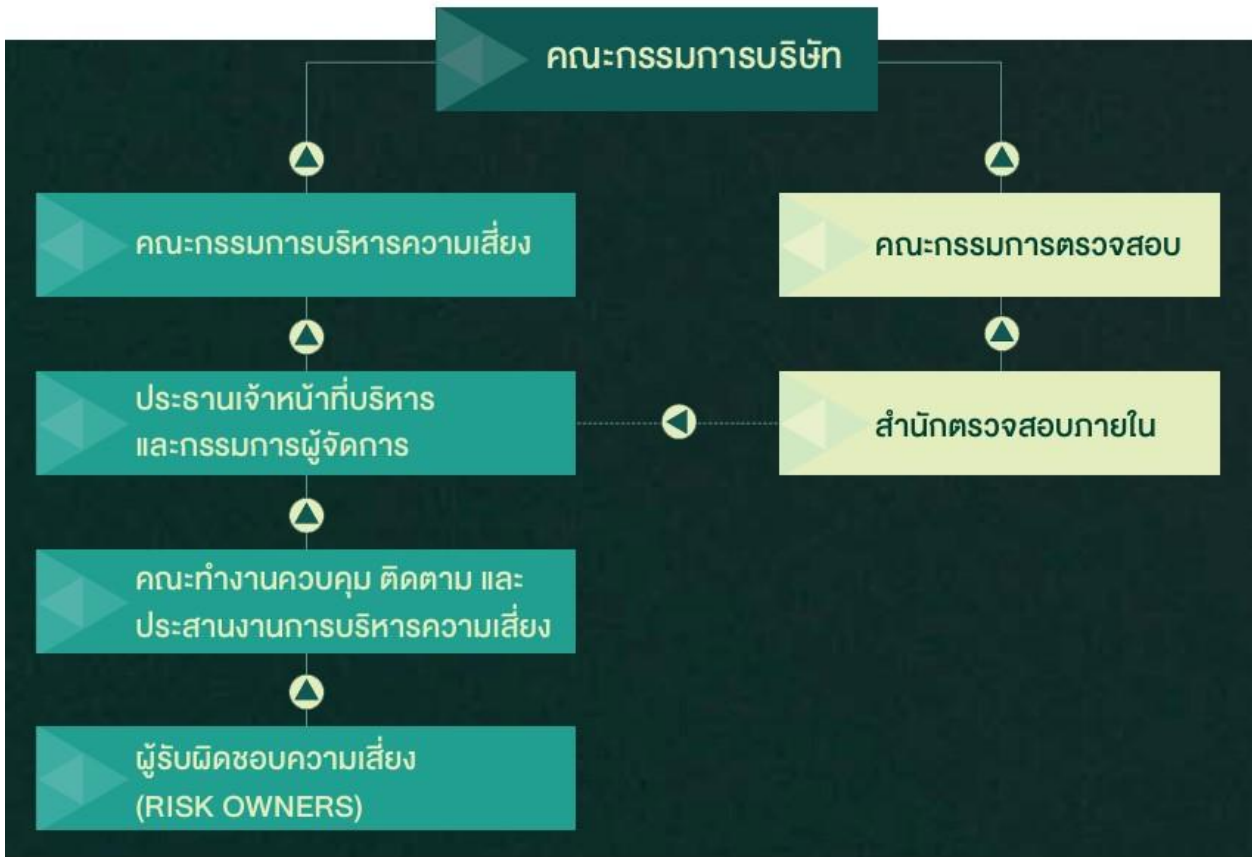 คณะกรรมการบริษัท
คณะกรรมการบริหารความเสี่ยง
คณะกรรมการตรวจสอบ
ประธานเจ้าหน้าที่บริหาร
และกรรมการผู้จัดการ
สำนักตรวจสอบภายใน
คณะทำงานควบคุม ติดตาม และ
ประสานงานการบริหารความเสี่ยง
ผู้รับผิดชอบความเสี่ยง
(RISK OWNERS)